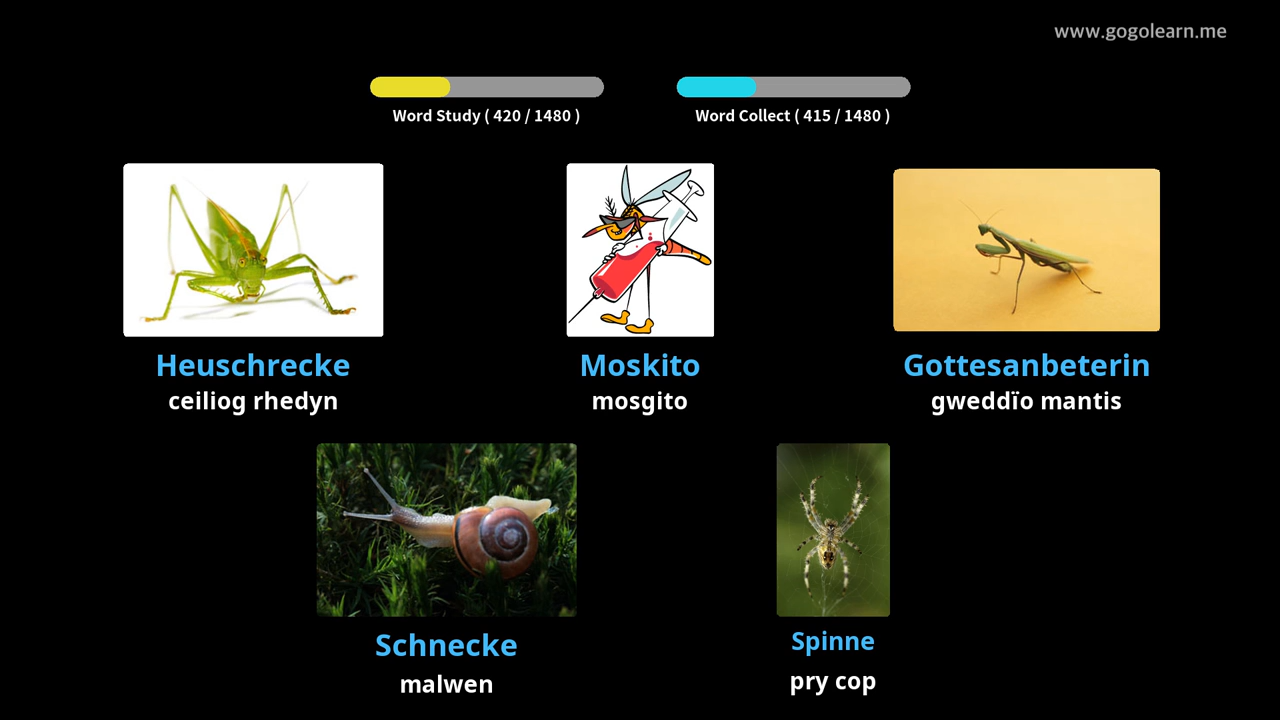 www.gogolearn.me
Word Study ( 420 / 1480 )
Word Collect ( 415 / 1480 )
Heuschrecke
ceiliog rhedyn
Moskito
mosgito
Gottesanbeterin
gweddïo mantis
Schnecke
malwen
Spinne
pry cop